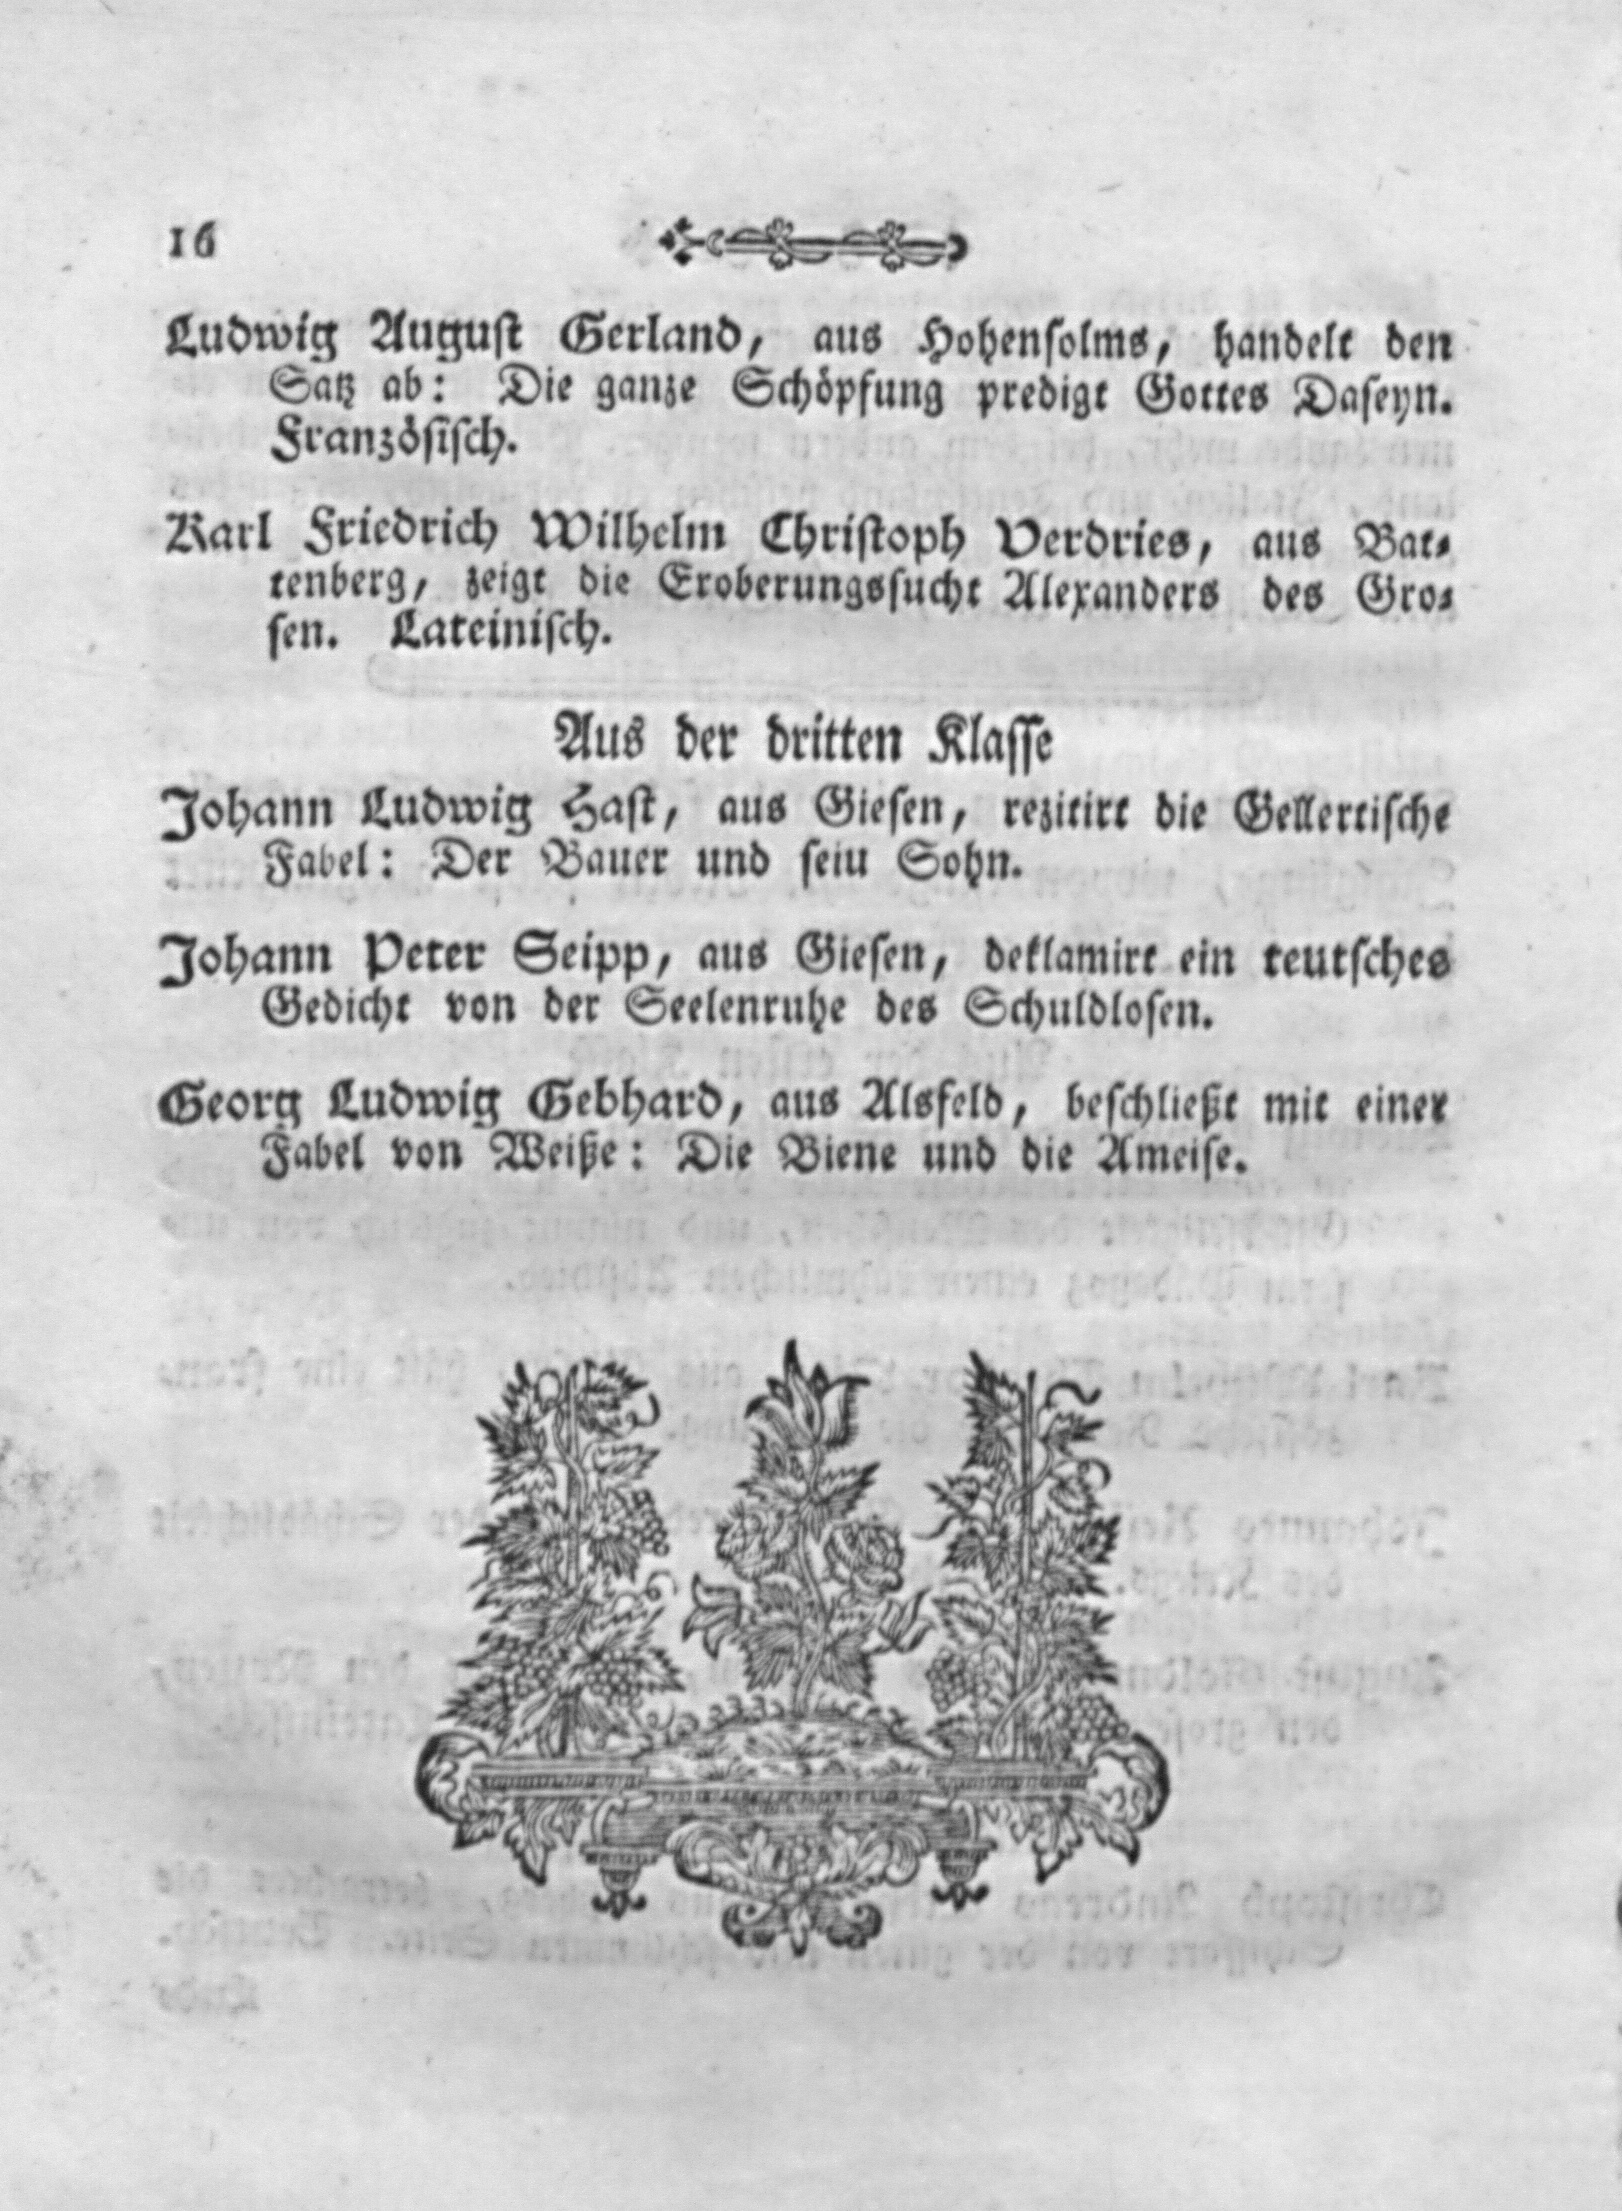 16
Ludwig August Gerland, aus Hohensolms, handelt den
Satz ab: Die ganze Schöpfung predigt Gottes Daseyn.
Französisch.
Karl Friedrich Wilhelm Christoph Verdries, aus Bat-
tenberg, zeigt die Eroberungssucht Alexanders des Gro-
sen. Lateinisch.
Aus der dritten Klasse
Johann Ludwig Hast, aus Giesen, rezitirt die Gellertische
Fabel: Der Bauer und sein Sohn.
Johann Peter Seipp, aus Giesen, deklamirt ein teutsches
Gedicht von der Seelenruhe des Schuldlosen.
Georg Ludwig Gebhard, aus Alsfeld, beschließt mit einer
Fabel von Weiße: Die Biene und die Ameise.